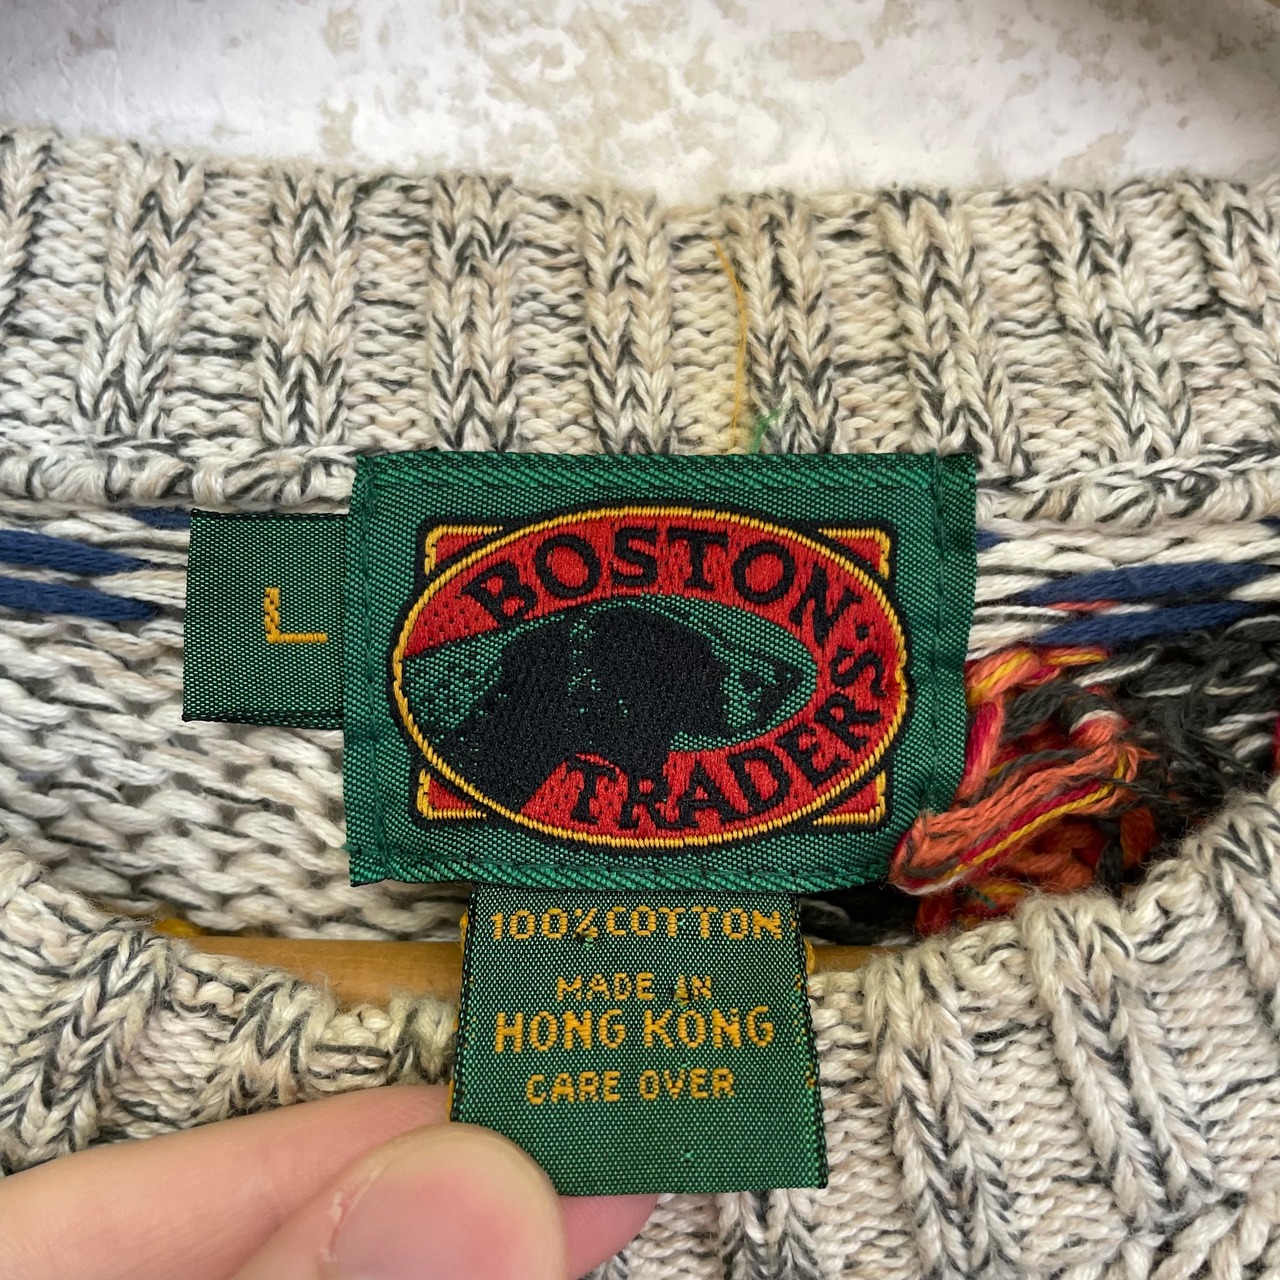 L
BOSTON
TRADERS
100% COTTON
MADE IN
HONG KONG
CARE OVER